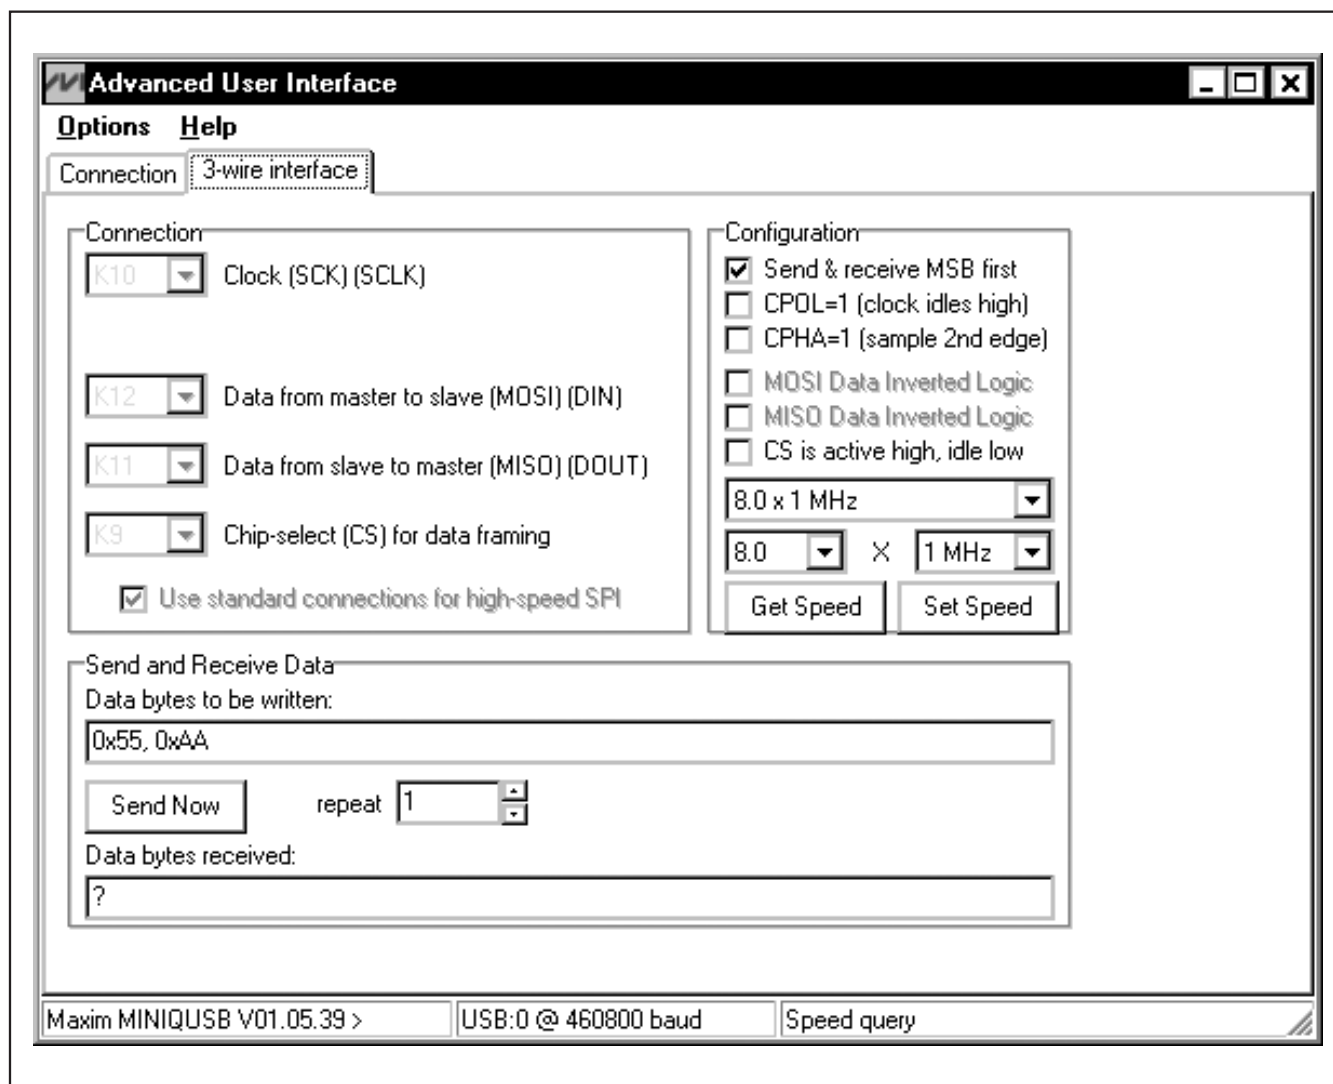 Advanced User Interface
Options Help
Connection 3-wire interface
Connection
K10 Clock (SCK) (SCLK)
K12 Data from master to slave (MOSI) (DIN)
K11 Data from slave to master (MISO) (DOUT)
K9 Chip-select (CS) for data framing
Use standard connections for high-speed SPI
Configuration
Send & receive MSB first
CPOL=1 (clock idles high)
CPHA=1 (sample 2nd edge)
MOSI Data Inverted Logic
MISO Data Inverted Logic
CS is active high, idle low
8.0 x 1 MHz
8.0 X 1 MHz
Get Speed Set Speed
Send and Receive Data
Data bytes to be written:
0x55, 0xAA
Send Now repeat 1
Data bytes received:
?
Maxim MINIQUSB V01.05.39 > USB:0 @ 460800 baud Speed query